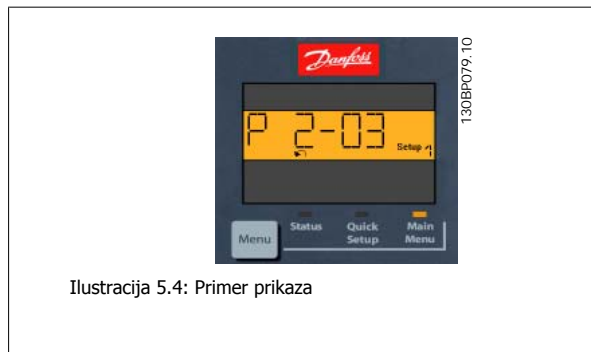 Danfoss
130BP079.10
P 2-03
Setup 1
Menu
Status
Quick
Setup
Main
Menu
Ilustracija 5.4: Primer prikaza